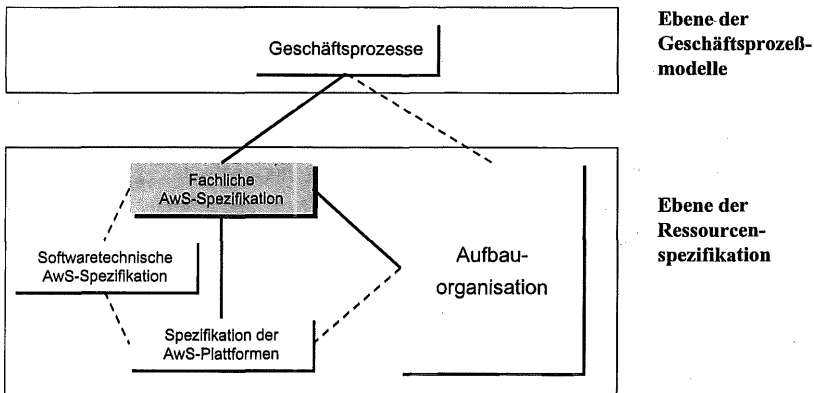 Geschäftsprozesse
Ebene der
Geschäftsprozeß-
modelle
Fachliche
AwS-Spezifikation
Softwaretechnische
AwS-Spezifikation
Spezifikation der
AwS-Plattformen
Aufbau-
organisation
Ebene der
Ressourcen-
spezifikation